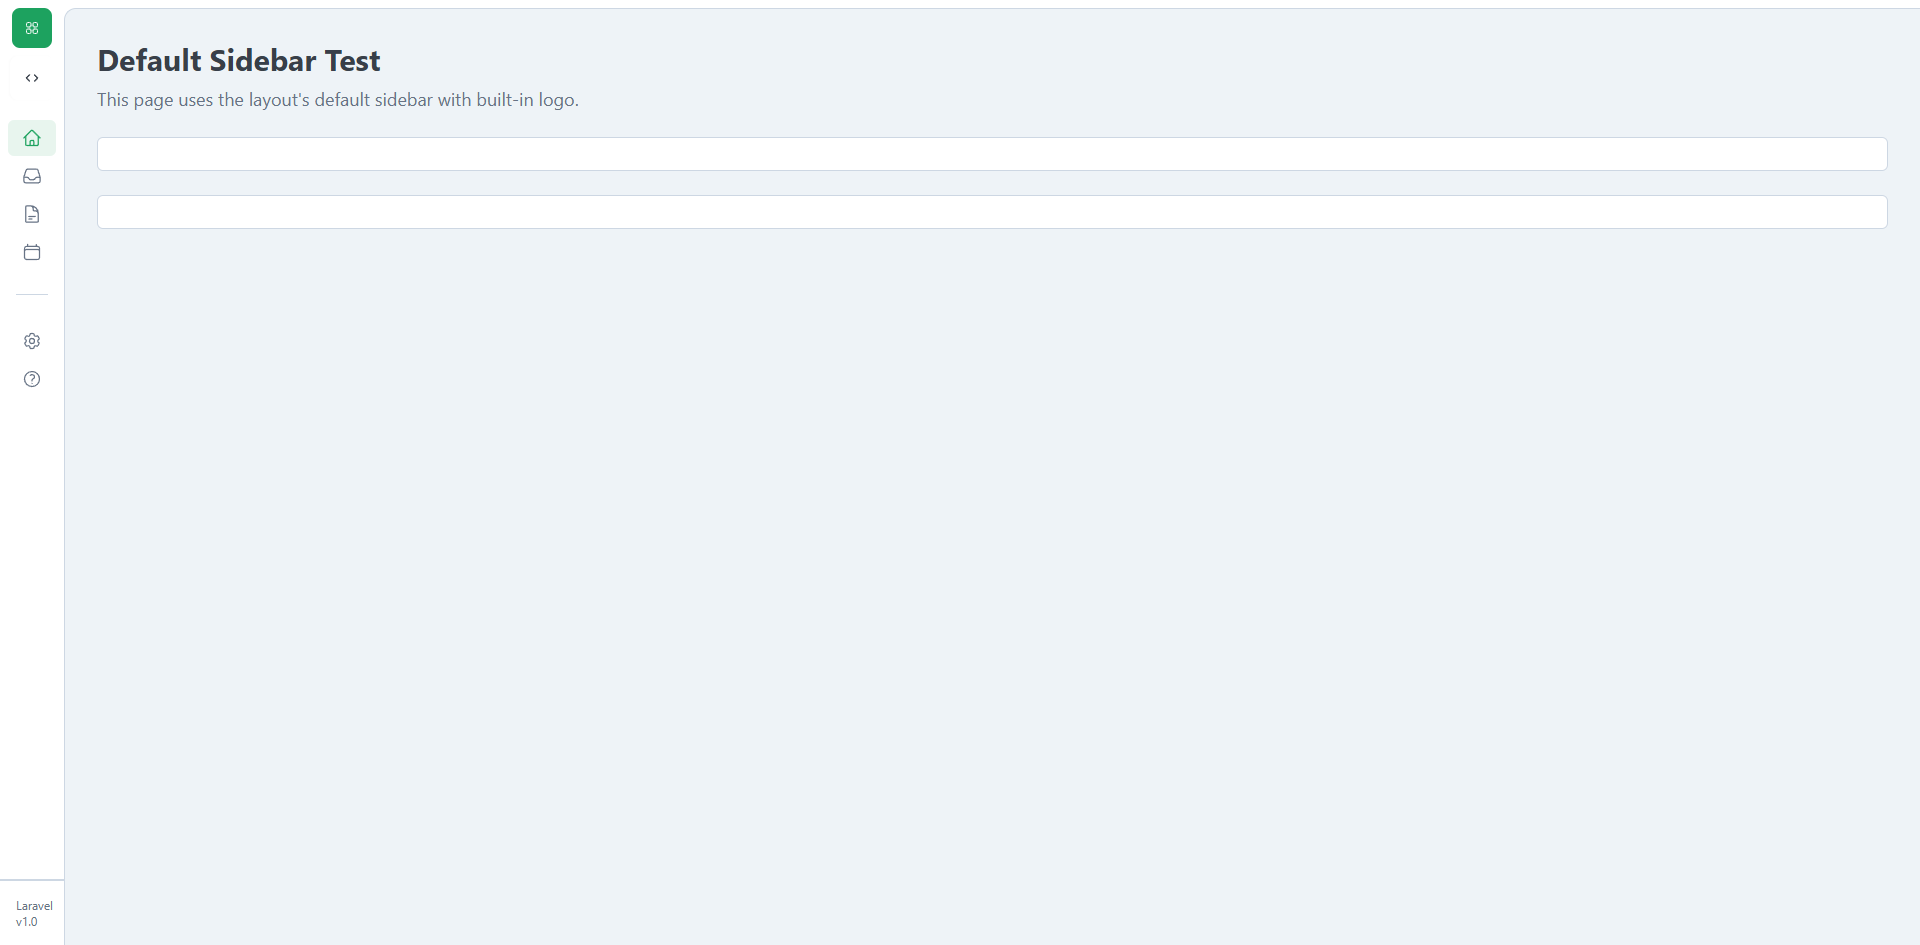 Default Sidebar Test
This page uses the layout's default sidebar with built-in logo.
Laravel
v1.0